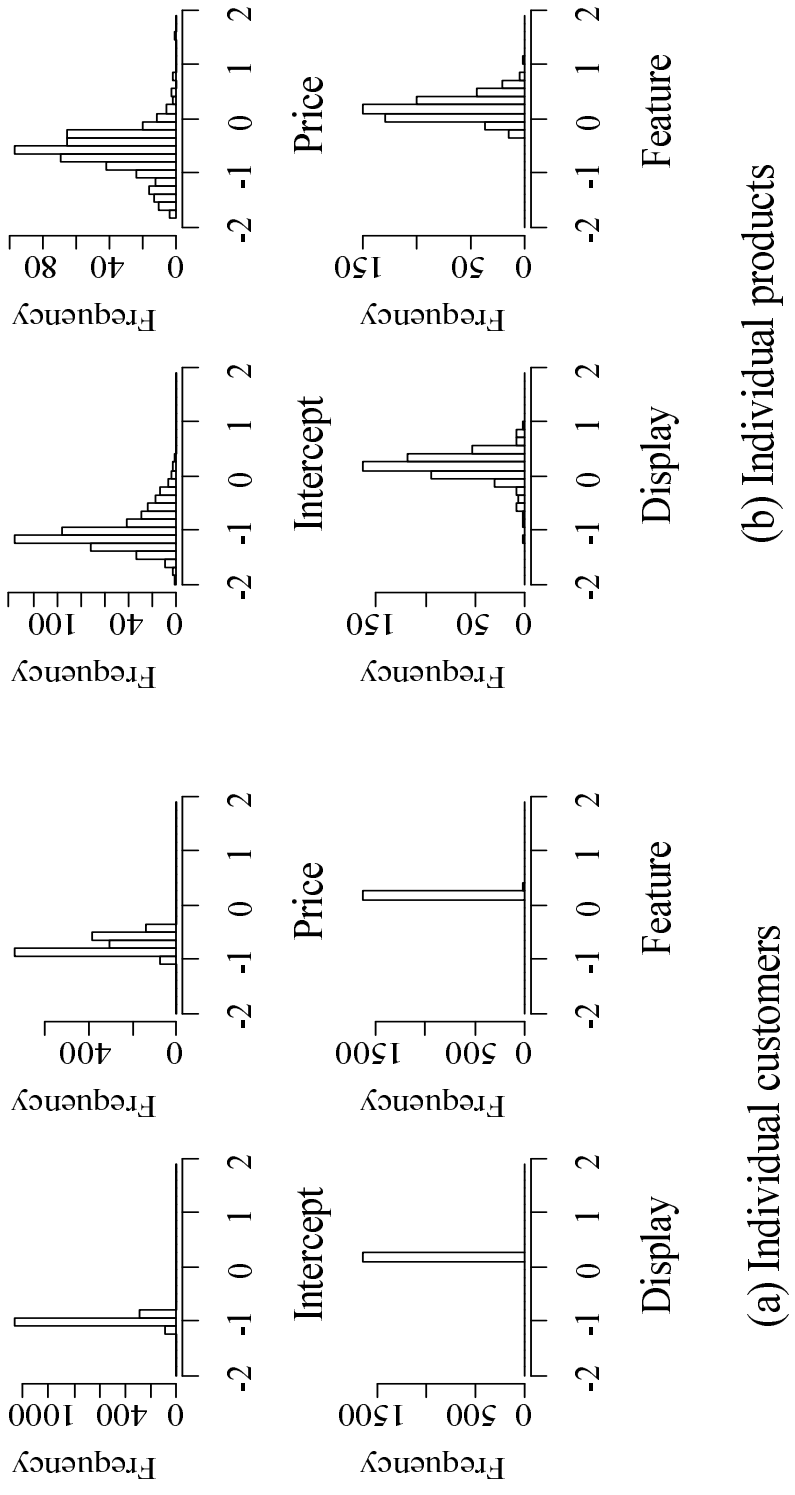 Frequency
0 400 1000
-2 -1 0 1 2
Intercept
Frequency
0 400
-2 -1 0 1 2
Price
Frequency
0 500 1500
-2 -1 0 1 2
Display
Frequency
0 500 1500
-2 -1 0 1 2
Feature
(a) Individual customers
Frequency
0 40 100
-2 -1 0 1 2
Intercept
Frequency
0 40 80
-2 -1 0 1 2
Price
Frequency
0 50 150
-2 -1 0 1 2
Display
Frequency
0 50 150
-2 -1 0 1 2
Feature
(b) Individual products